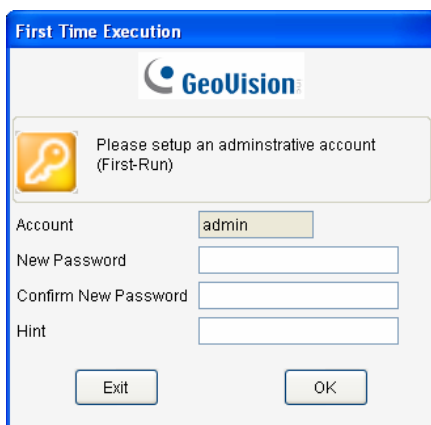 First Time Execution
GeoVision
Please setup an adminstrative account
(First-Run)
Account
admin
New Password
Confirm New Password
Hint
Exit
OK